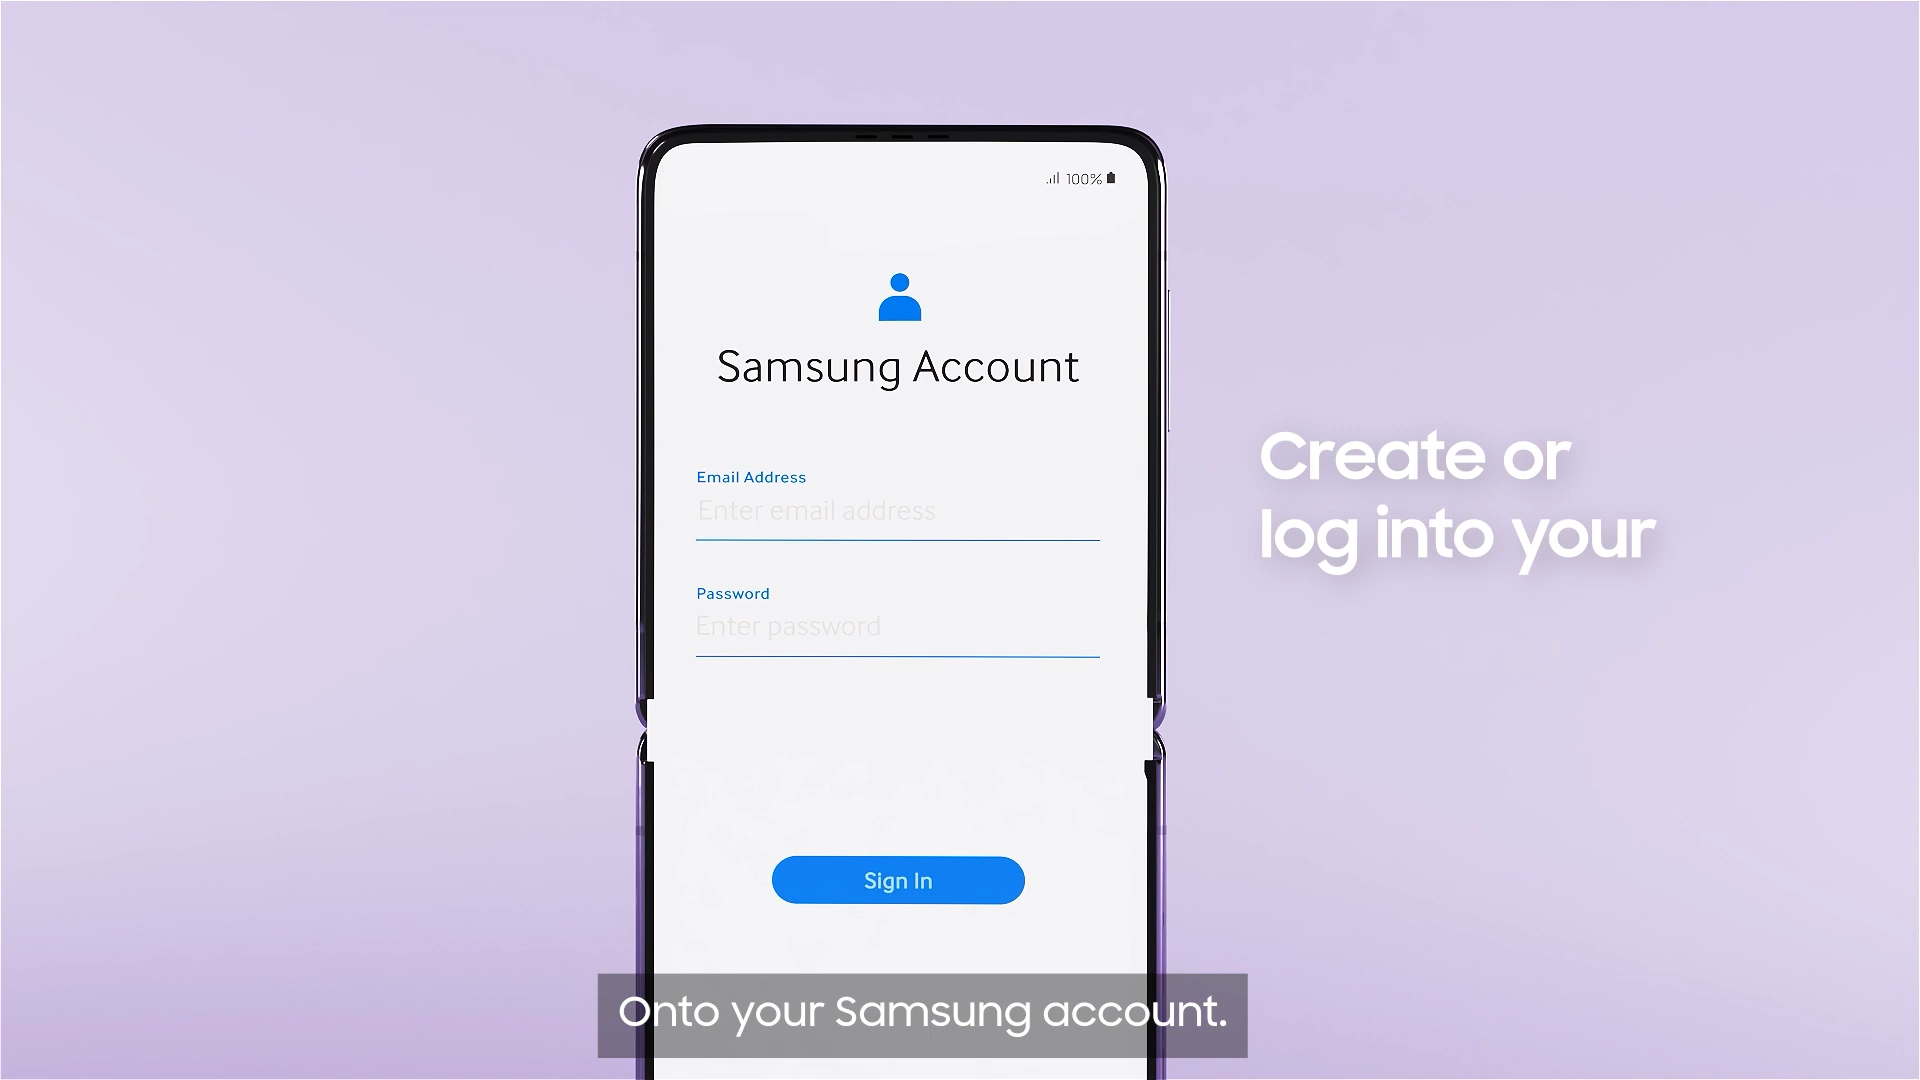 100%
Samsung Account
Email Address
Enter email address
Password
Enter password
Sign In
Create or
log into your
Onto your Samsung account.